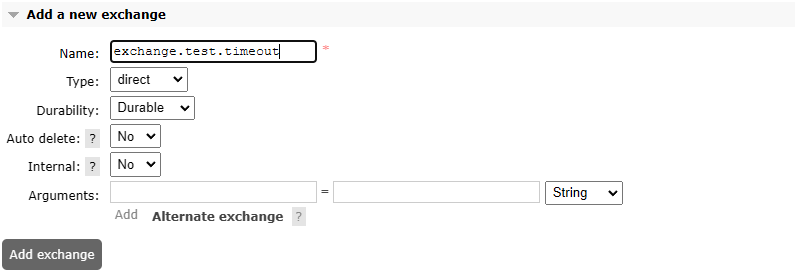 Add a new exchange
Name: exchange.test.timeout *
Type: direct
Durability: Durable
Auto delete: ? No
Internal: ? No
Arguments: = String
Add Alternate exchange ?
Add exchange